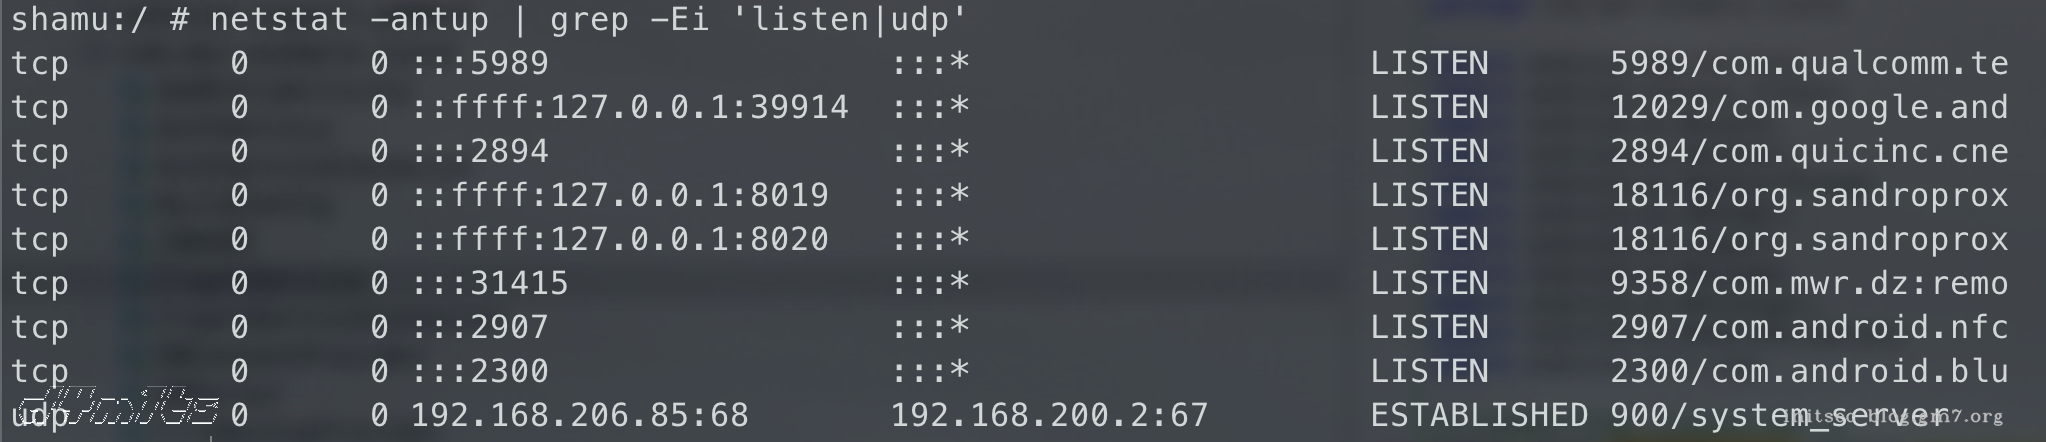 shamu:/ # netstat -antup | grep -Ei 'listen|udp'
tcp 0 0 :::5989 :::* LISTEN 5989/com.qualcomm.te
tcp 0 0 ::ffff:127.0.0.1:39914 :::* LISTEN 12029/com.google.and
tcp 0 0 :::2894 :::* LISTEN 2894/com.quicinc.cne
tcp 0 0 ::ffff:127.0.0.1:8019 :::* LISTEN 18116/org.sandroprox
tcp 0 0 ::ffff:127.0.0.1:8020 :::* LISTEN 18116/org.sandroprox
tcp 0 0 :::31415 :::* LISTEN 9358/com.mwr.dz:remo
tcp 0 0 :::2907 :::* LISTEN 2907/com.android.nfc
tcp 0 0 :::2300 :::* LISTEN 2300/com.android.blu
udp 0 0 192.168.206.85:68 192.168.200.2:67 ESTABLISHED 900/system_server